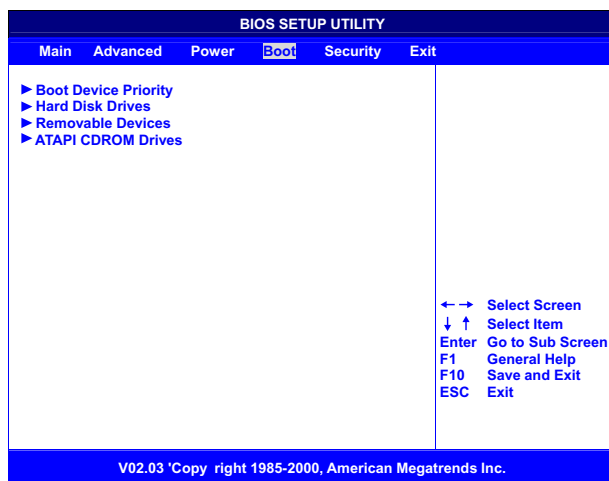 BIOS SETUP UTILITY
Main Advanced Power Boot Security Exit
▶ Boot Device Priority
▶ Hard Disk Drives
▶ Removable Devices
▶ ATAPI CDROM Drives
←→ Select Screen
↓ ↑ Select Item
Enter Go to Sub Screen
F1 General Help
F10 Save and Exit
ESC Exit
V02.03 'Copy right 1985-2000, American Megatrends Inc.